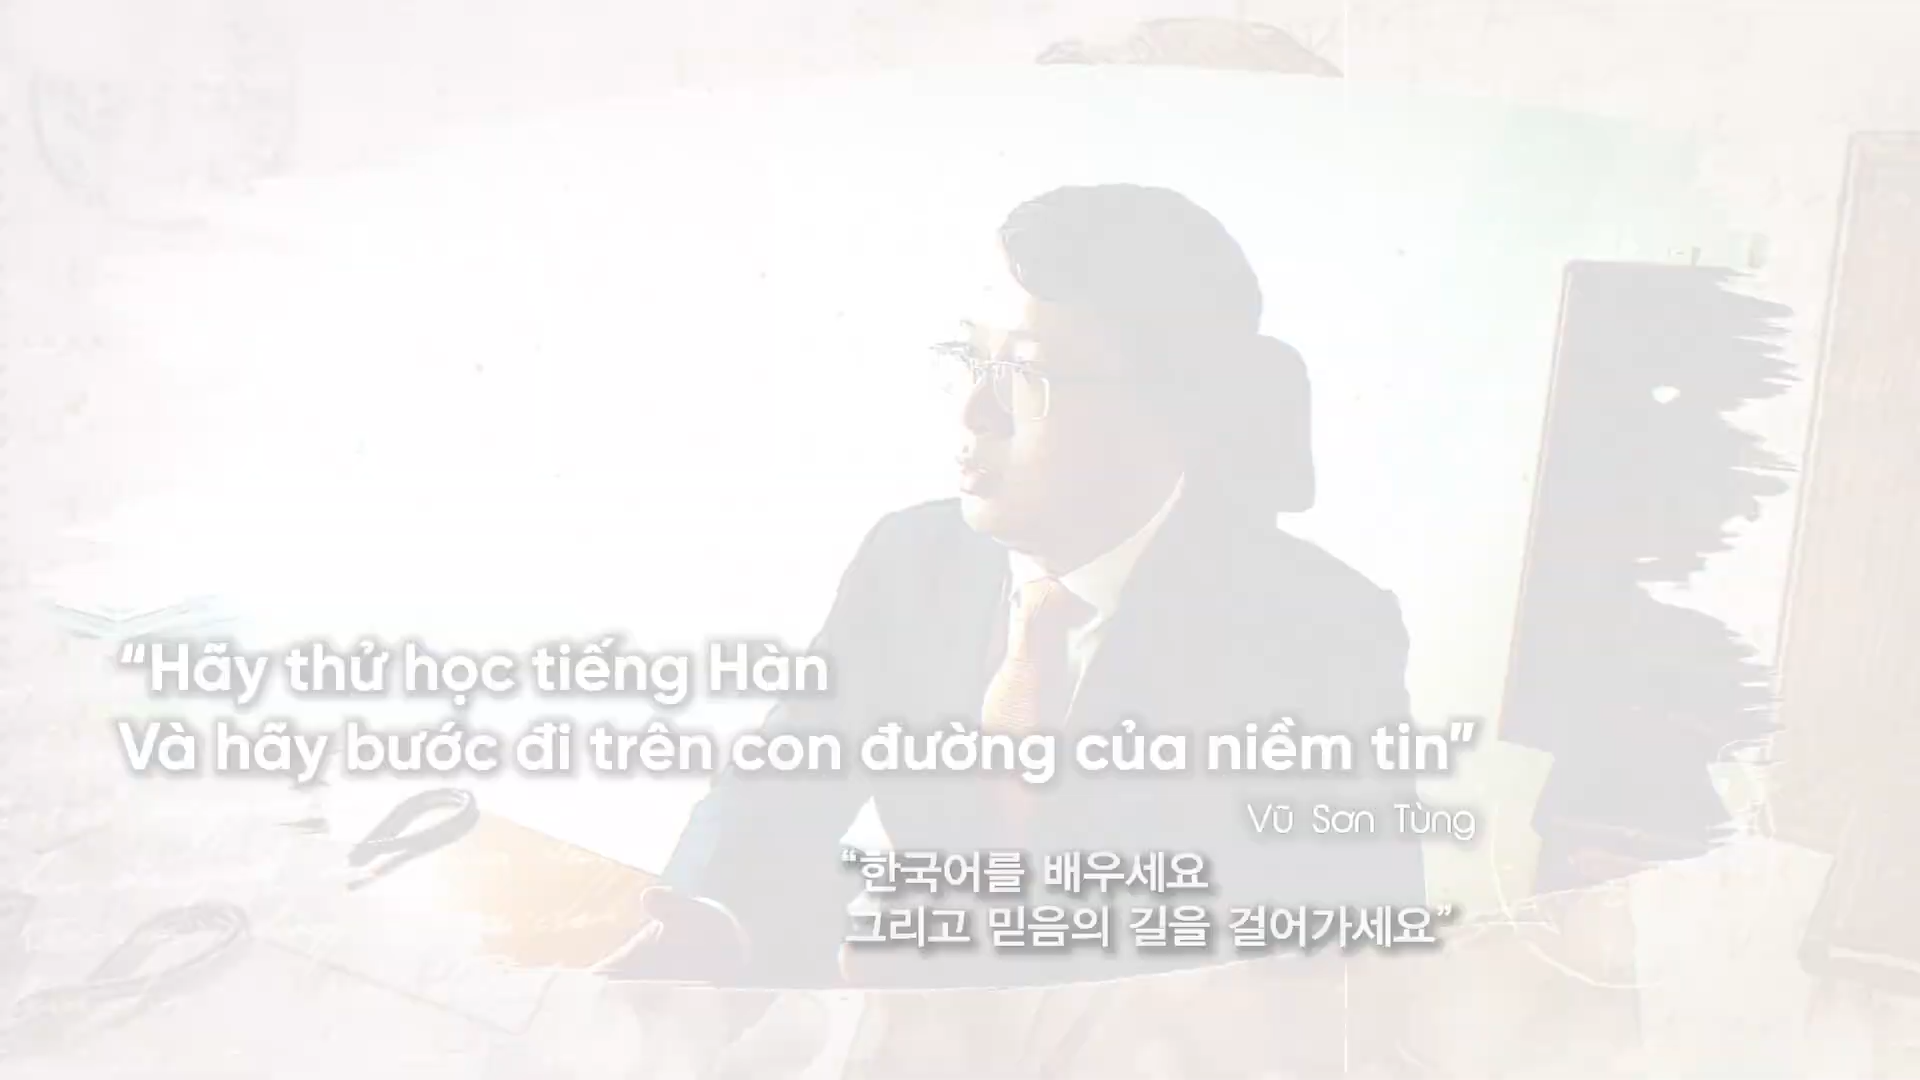 “Hãy thử học tiếng Hàn
Và hãy bước đi trên con đường của niềm tin”
Vũ Sơn Tùng
“한국어를 배우세요
그리고 믿음의 길을 걸어가세요”